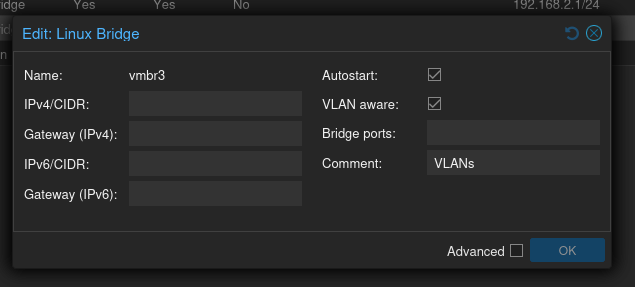 ridge Yes Yes No 192.168.2.1/24
Edit: Linux Bridge
Name: vmbr3 Autostart:
IPv4/CIDR: VLAN aware:
Gateway (IPv4): Bridge ports:
IPv6/CIDR: Comment: VLANs
Gateway (IPv6):
Advanced OK